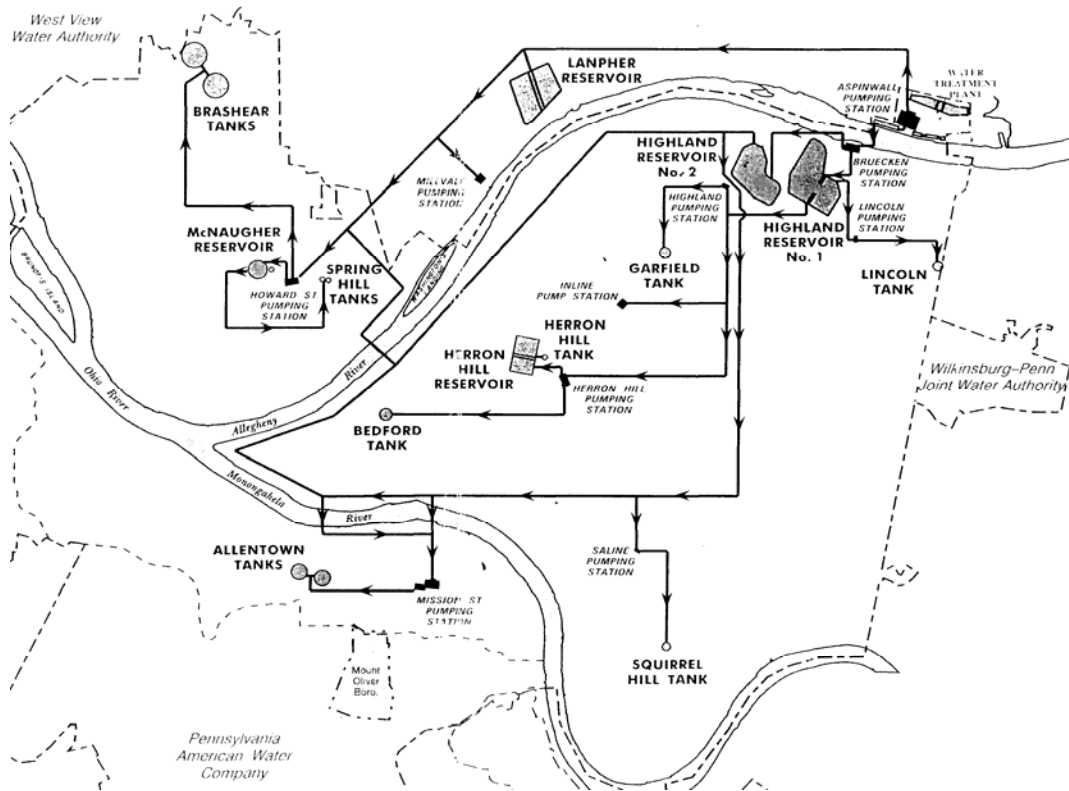 West View
Water Authority
BRASHEAR
TANKS
LANPHER
RESERVOIR
WATER
TREATMENT
PLANT
ASPINWALL
PUMPING
STATION
HIGHLAND
RESERVOIR
No. 2
BRUECKEN
PUMPING
STATION
MILLVALE
PUMPING
STATION
HIGHLAND
PUMPING
STATION
LINCOLN
PUMPING
STATION
HIGHLAND
RESERVOIR
No. 1
McNAUGHER
RESERVOIR
SPRING
HILL
TANKS
WASHINGTON'S
LANDING
GARFIELD
TANK
LINCOLN
TANK
BRUNOT'S ISLAND
HOWARD ST
PUMPING
STATION
INLINE
PUMP STATION
HERRON
HILL
TANK
HERRON
HILL
RESERVOIR
HERRON HILL
PUMPING
STATION
Wilkinsburg-Penn
Joint Water Authority
Ohio River
Allegheny
River
BEDFORD
TANK
Monongahela
River
ALLENTOWN
TANKS
SALINE
PUMPING
STATION
MISSION ST
PUMPING
STATION
SQUIRREL
HILL TANK
Mount
Oliver
Boro.
Pennsylvania
American Water
Company